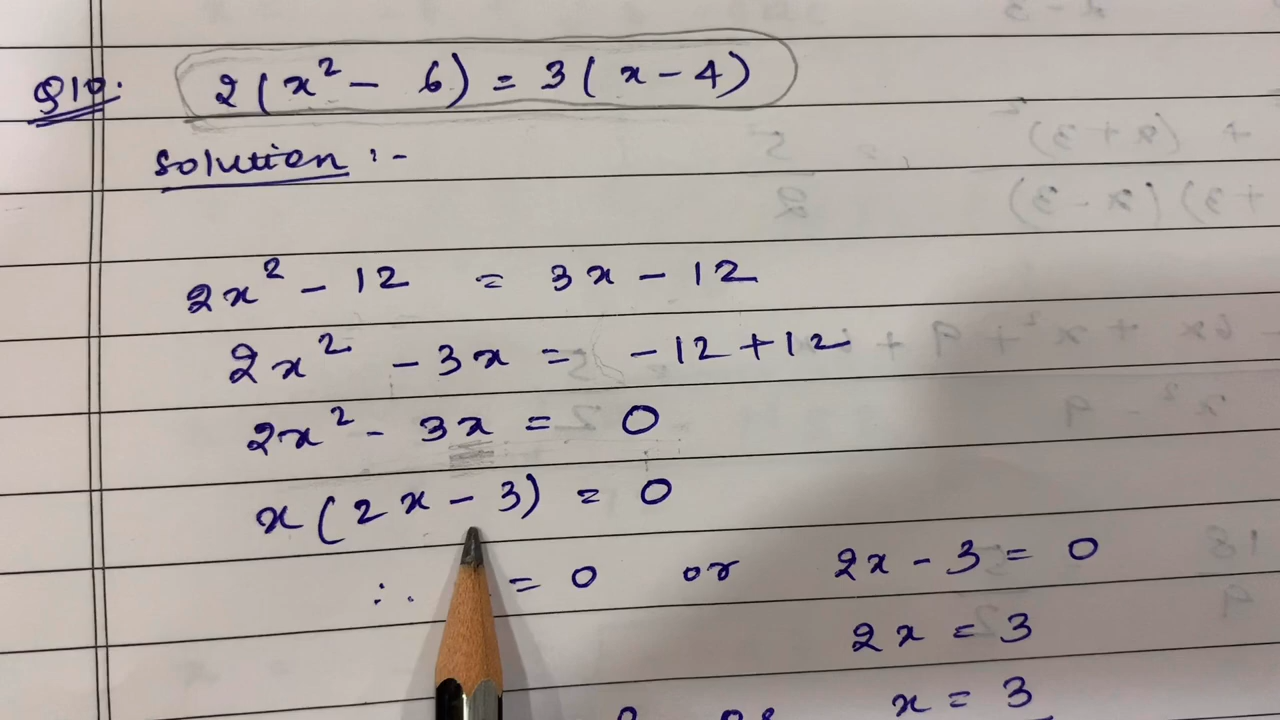 Q10. 2(x² - 6) = 3(x - 4)
Solution :-
2x² - 12 = 3x - 12
2x² - 3x = -12 + 12
2x² - 3x = 0
x(2x - 3) = 0
∴ = 0 or 2x - 3 = 0
2x = 3
x = 3